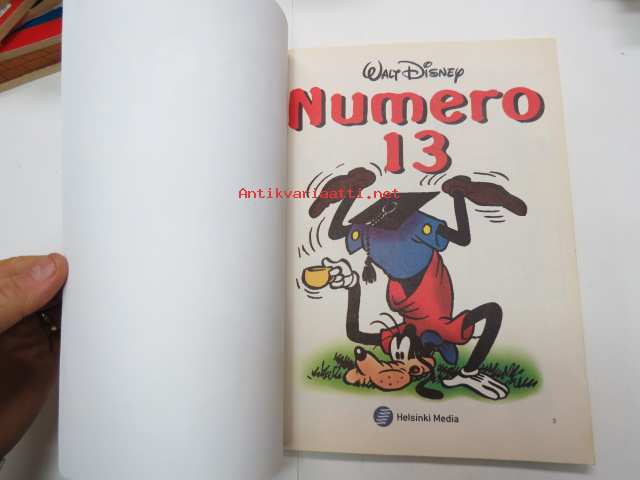 WALT DISNEY
Numero
13
Antikvariaatti.net
Helsinki Media
3